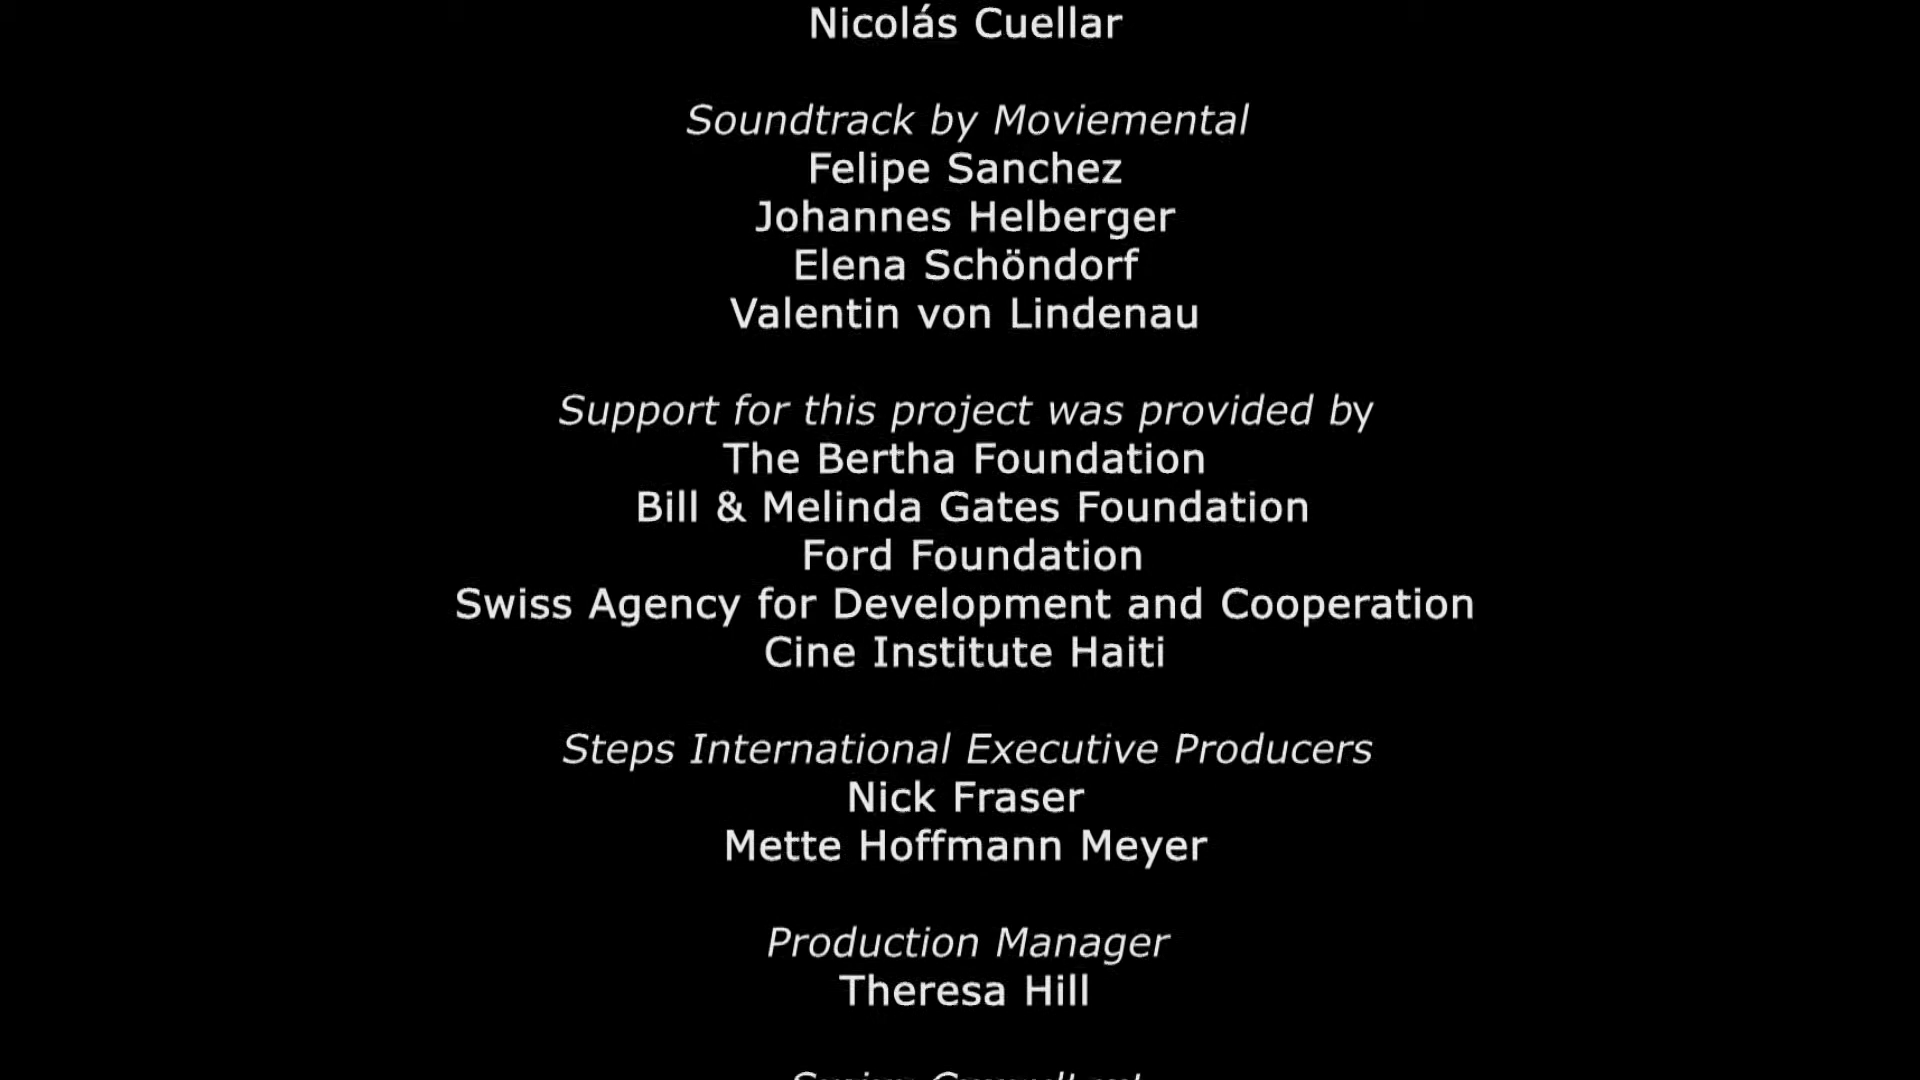 Nicolás Cuellar
Soundtrack by Moviemental
Felipe Sanchez
Johannes Helberger
Elena Schöndorf
Valentin von Lindenau
Support for this project was provided by
The Bertha Foundation
Bill & Melinda Gates Foundation
Ford Foundation
Swiss Agency for Development and Cooperation
Cine Institute Haiti
Steps International Executive Producers
Nick Fraser
Mette Hoffmann Meyer
Production Manager
Theresa Hill